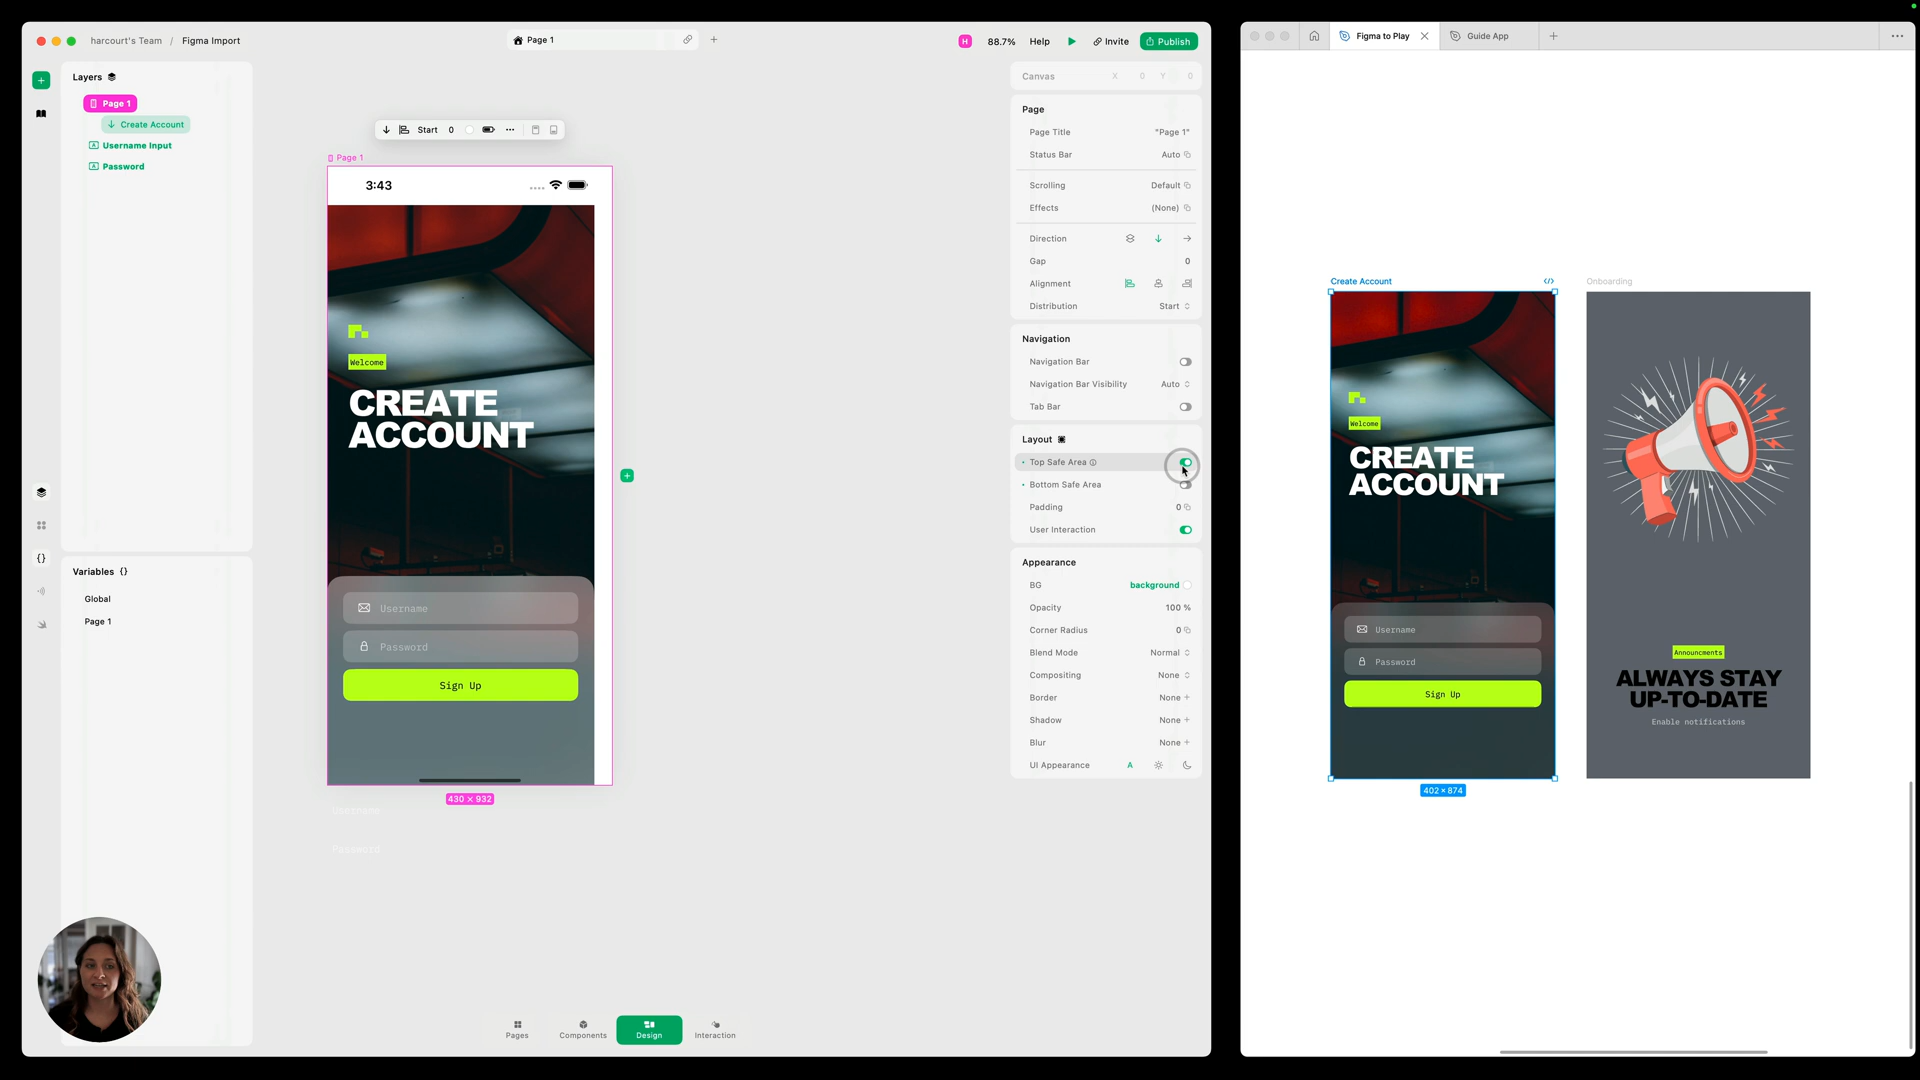 harcourt's Team / Figma Import
Page 1
H
88.7%
Help
Invite
Publish
Layers
Page 1
Create Account
Username Input
Password
Variables {}
Global
Page 1
Start 0
Page 1
3:43
Welcome
CREATE
ACCOUNT
Username
Password
Sign Up
430 × 932
Username
Password
Pages
Components
Design
Interaction
Canvas X 0 Y 0
Page
Page Title "Page 1"
Status Bar Auto
Scrolling Default
Effects (None)
Direction
Gap 0
Alignment
Distribution Start
Navigation
Navigation Bar
Navigation Bar Visibility Auto
Tab Bar
Layout
Top Safe Area
Bottom Safe Area
Padding 0
User Interaction
Appearance
BG background
Opacity 100 %
Corner Radius 0
Blend Mode Normal
Compositing None
Border None +
Shadow None +
Blur None +
UI Appearance A
Figma to Play
Guide App
Create Account
Welcome
CREATE
ACCOUNT
Username
Password
Sign Up
402 × 874
Onboarding
Announcments
ALWAYS STAY
UP-TO-DATE
Enable notifications